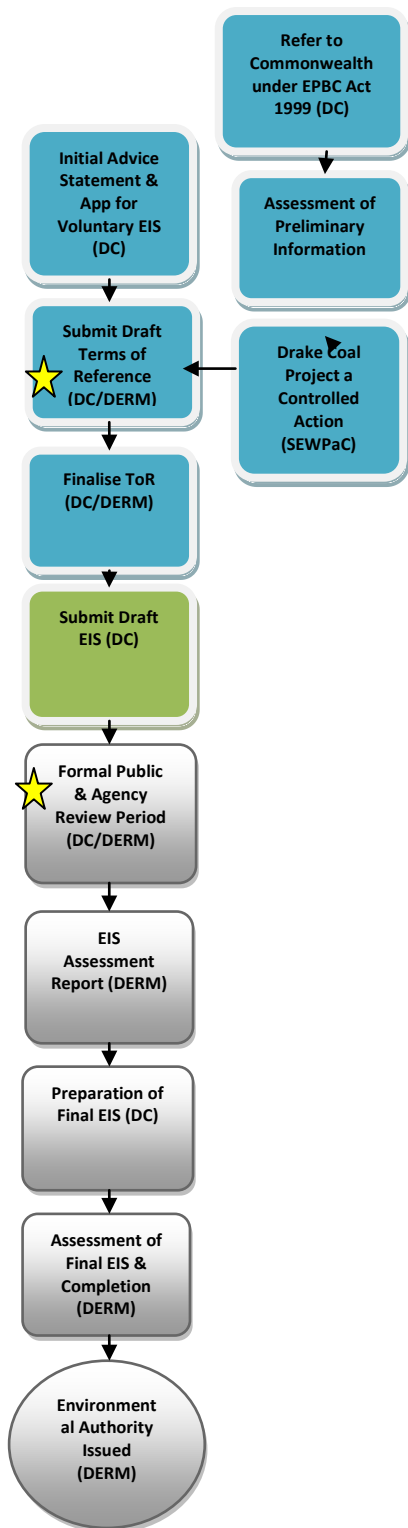 Refer to
Commonwealth
under EPBC Act
1999 (DC)
Initial Advice
Statement &
App for
Voluntary EIS
(DC)
Assessment of
Preliminary
Information
Submit Draft
Terms of
Reference
(DC/DERM)
Drake Coal
Project a
Controlled
Action
(SEWPaC)
Finalise ToR
(DC/DERM)
Submit Draft
EIS (DC)
Formal Public
& Agency
Review Period
(DC/DERM)
EIS
Assessment
Report (DERM)
Preparation of
Final EIS (DC)
Assessment of
Final EIS &
Completion
(DERM)
Environment
al Authority
Issued
(DERM)